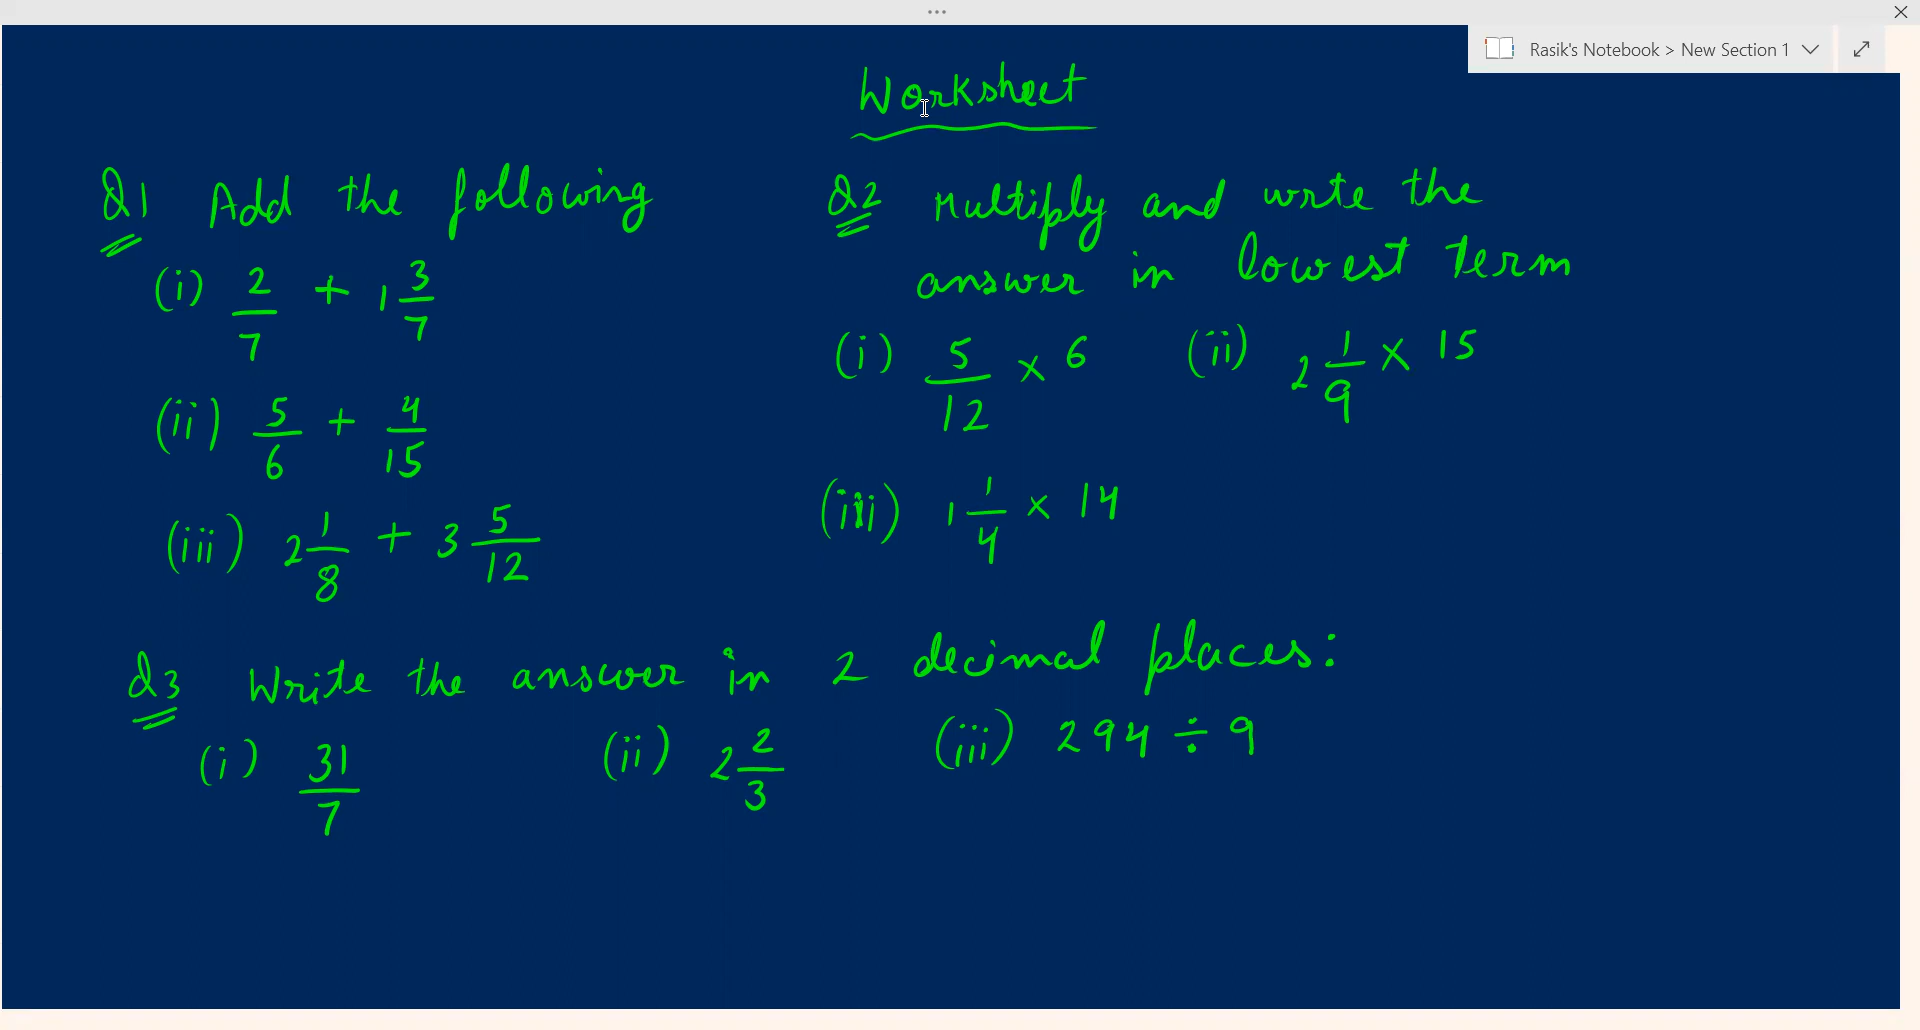 Rasik's Notebook > New Section 1
Worksheet
Q1 Add the following
(i) 2/7 + 1 3/7
(ii) 5/6 + 4/15
(iii) 2 1/8 + 3 5/12
Q2 Multiply and write the
answer in lowest term
(i) 5/12 × 6 (ii) 2 1/9 × 15
(iii) 1 1/4 × 14
Q3 Write the answer in 2 decimal places:
(i) 31/7 (ii) 2 2/3 (iii) 294 ÷ 9